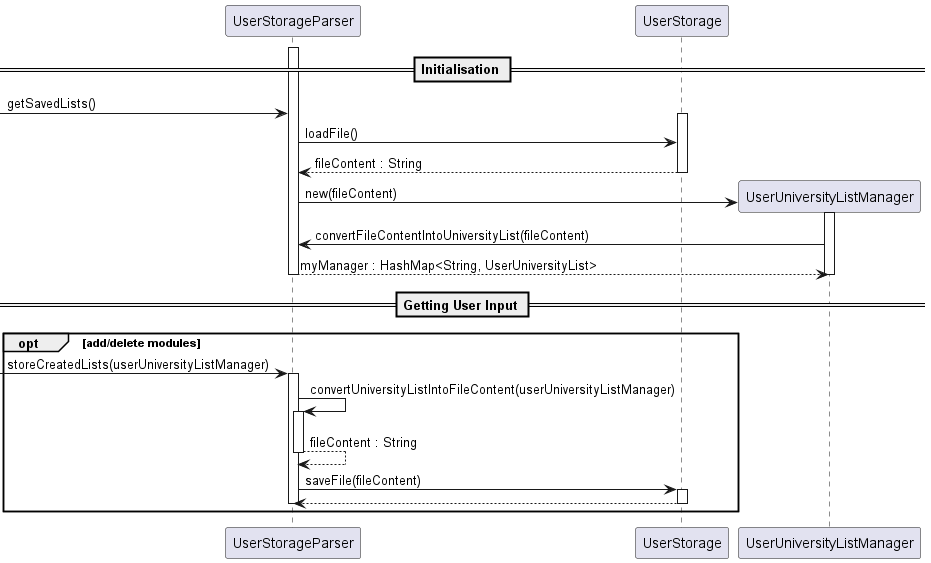 UserStorageParser
UserStorage
Initialisation
getSavedLists()
loadFile()
fileContent : String
new(fileContent)
UserUniversityListManager
convertFileContentIntoUniversityList(fileContent)
myManager : HashMap<String, UserUniversityList>
Getting User Input
opt
[add/delete modules]
storeCreatedLists(userUniversityListManager)
convertUniversityListIntoFileContent(userUniversityListManager)
fileContent : String
saveFile(fileContent)
UserStorageParser
UserStorage
UserUniversityListManager